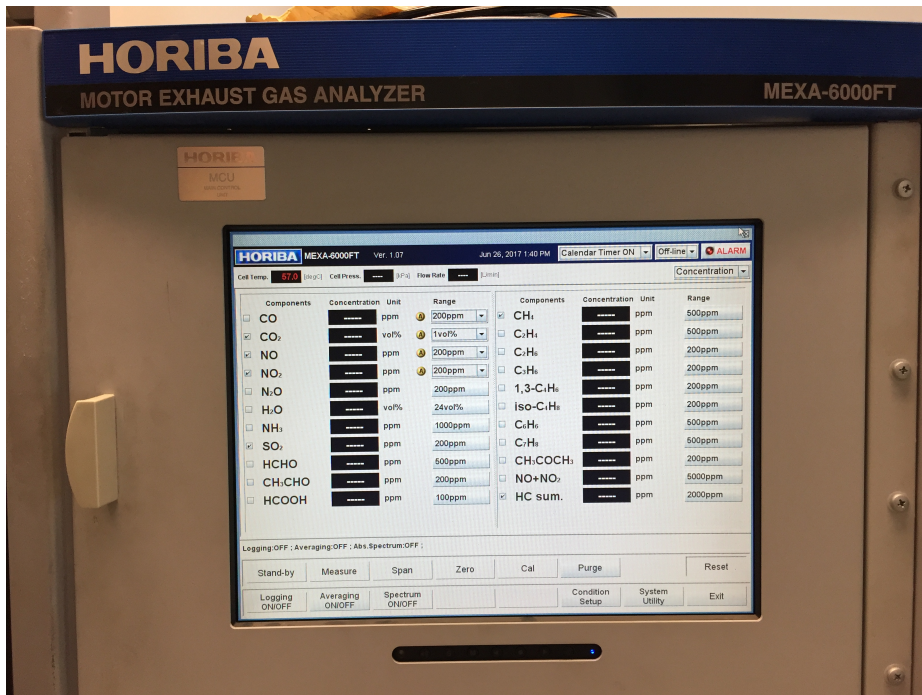 HORIBA
MOTOR EXHAUST GAS ANALYZER MEXA-6000FT
HORIBA
MCU
HORIBA MEXA-6000FT Ver. 1.07 Jun 26, 2017 1:40 PM Calendar Timer ON Off-line ALARM
Cell Temp. 57.0 [degC] Cell Press. ---- [kPa] Flow Rate ---- [L/min] Concentration
Components Concentration Unit Range Components Concentration Unit Range
CO ----- ppm A 200ppm CH₄ ----- ppm 500ppm
CO₂ ----- vol% A 1vol% C₂H₄ ----- ppm 500ppm
NO ----- ppm A 200ppm C₂H₆ ----- ppm 200ppm
NO₂ ----- ppm A 200ppm C₃H₆ ----- ppm 200ppm
N₂O ----- ppm 200ppm 1,3-C₄H₆ ----- ppm 200ppm
H₂O ----- vol% 24vol% iso-C₄H₈ ----- ppm 200ppm
NH₃ ----- ppm 1000ppm C₆H₆ ----- ppm 500ppm
SO₂ ----- ppm 200ppm C₇H₈ ----- ppm 500ppm
HCHO ----- ppm 500ppm CH₃COCH₃ ----- ppm 200ppm
CH₃CHO ----- ppm 200ppm NO+NO₂ ----- ppm 5000ppm
HCOOH ----- ppm 100ppm HC sum. ----- ppm 2000ppm
Logging:OFF ; Averaging:OFF ; Abs.Spectrum:OFF ;
Stand-by Measure Span Zero Cal Purge Reset
Logging ON/OFF Averaging ON/OFF Spectrum ON/OFF Condition Setup System Utility Exit